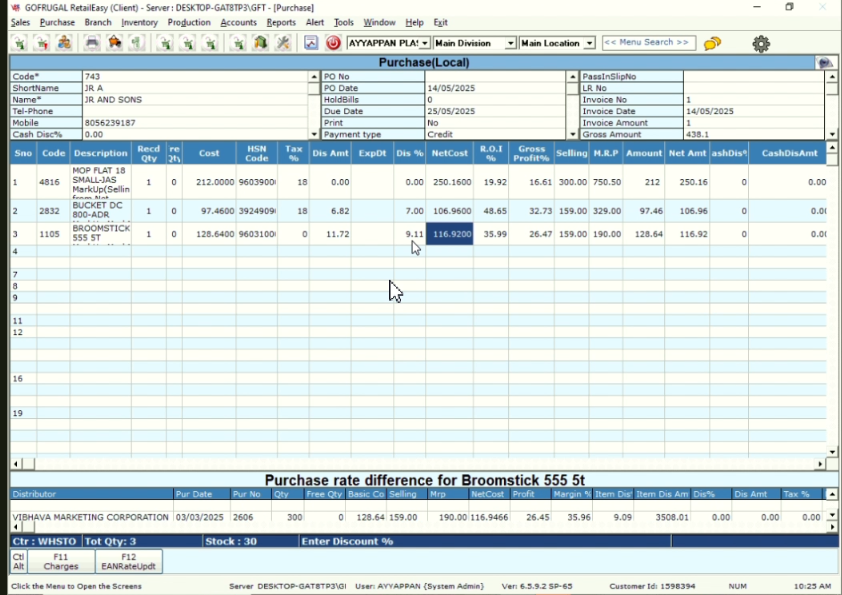 GOFRUGAL RetailEasy (Client) - Server : DESKTOP-GAT8TP3\GFT - [Purchase]
Sales Purchase Branch Inventory Production Accounts Reports Alert Tools Window Help Exit
AYYAPPAN PLA Main Division Main Location << Menu Search >>
Purchase(Local)
Code* 743 PO No PassInSlipNo
ShortName JR A PO Date 14/05/2025 LR No
Name* JR AND SONS HoldBills 0 Invoice No 1
Tel-Phone Due Date 25/05/2025 Invoice Date 14/05/2025
Mobile 8056239187 Print No Invoice Amount 1
Cash Disc% 0.00 Payment type Credit Gross Amount 438.1
Sno Code Description Recd Qty Cost HSN Code Tax % Dis Amt ExpDt Dis % NetCost R.O.I % Gross Profit% Selling M.R.P Amount Net Amt ashDis% CashDisAmt
1 4816 MOP FLAT 18 SMALL-JAS MarkUp(Sellin 1 0 212.0000 9603900 18 0.00 0.00 250.1600 19.92 16.61 300.00 750.50 212 250.16 0 0.00
2 2832 BUCKET DC 800-ADR 1 0 97.4600 3924909 18 6.82 7.00 106.9600 48.65 32.73 159.00 329.00 97.46 106.96 0 0.00
3 1105 BROOMSTICK 555 5T 1 0 128.6400 9603100 0 11.72 9.11 116.9200 35.99 26.47 159.00 190.00 128.64 116.92 0 0.00
4
7
8
9
11
12
16
19
Purchase rate difference for Broomstick 555 5t
Distributor Pur Date Pur No Qty Free Qty Basic Co Selling Mrp NetCost Profit Margin % Item Dis Item Dis Am Dis% Dis Amt Tax %
VIBHAVA MARKETING CORPORATION 03/03/2025 2606 300 0 128.64 159.00 190.00 116.9466 26.45 35.96 9.09 3508.01 0.00 0.00 0.00
Ctr : WHSTO Tot Qty: 3 Stock : 30 Enter Discount %
Ctl Alt F11 Charges F12 EANRateUpdt
Click the Menu to Open the Screens Server DESKTOP-GAT8TP3\GI User: AYYAPPAN {System Admin} Ver: 6.5.9.2 SP-65 Customer Id: 1598394 NUM 10:25 AM